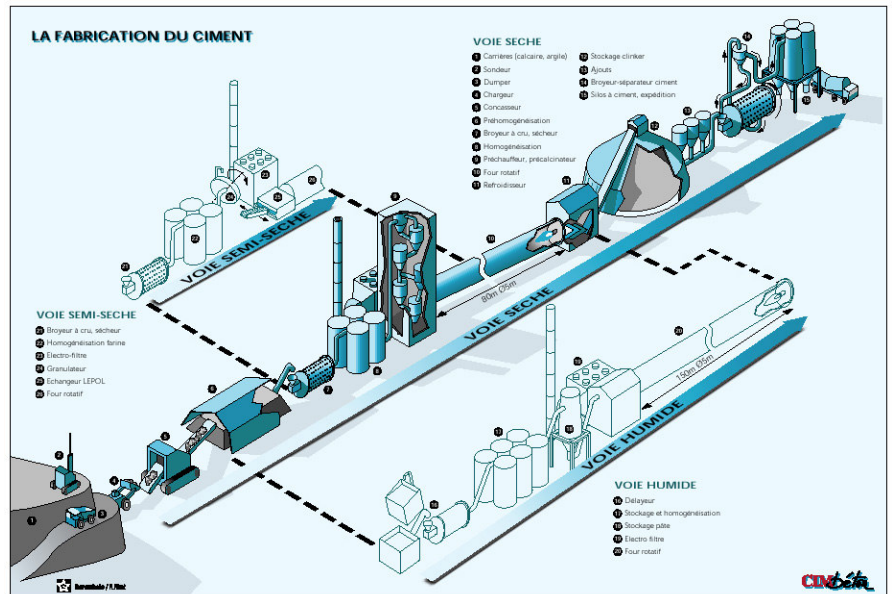 LA FABRICATION DU CIMENT
VOIE SECHE
1 Carrières (calcaire, argile)
2 Sondeur
3 Dumper
4 Chargeur
5 Concasseur
6 Préhomogénéisation
7 Broyeur à cru, sécheur
8 Homogénéisation
9 Préchauffeur, précalcinateur
10 Four rotatif
11 Refroidisseur
12 Stockage clinker
13 Ajouts
14 Broyeur-séparateur ciment
15 Silos à ciment, expédition
VOIE SEMI-SECHE
VOIE SEMI-SECHE
21 Broyeur à cru, sécheur
22 Homogénéisation farine
23 Electro-filtre
24 Granulateur
25 Echangeur LEPOL
26 Four rotatif
80m Ø5m
VOIE SECHE
150m Ø5m
VOIE HUMIDE
VOIE HUMIDE
16 Délayeur
17 Stockage et homogénéisation
18 Stockage pâte
19 Electro filtre
20 Four rotatif
CIMbéton